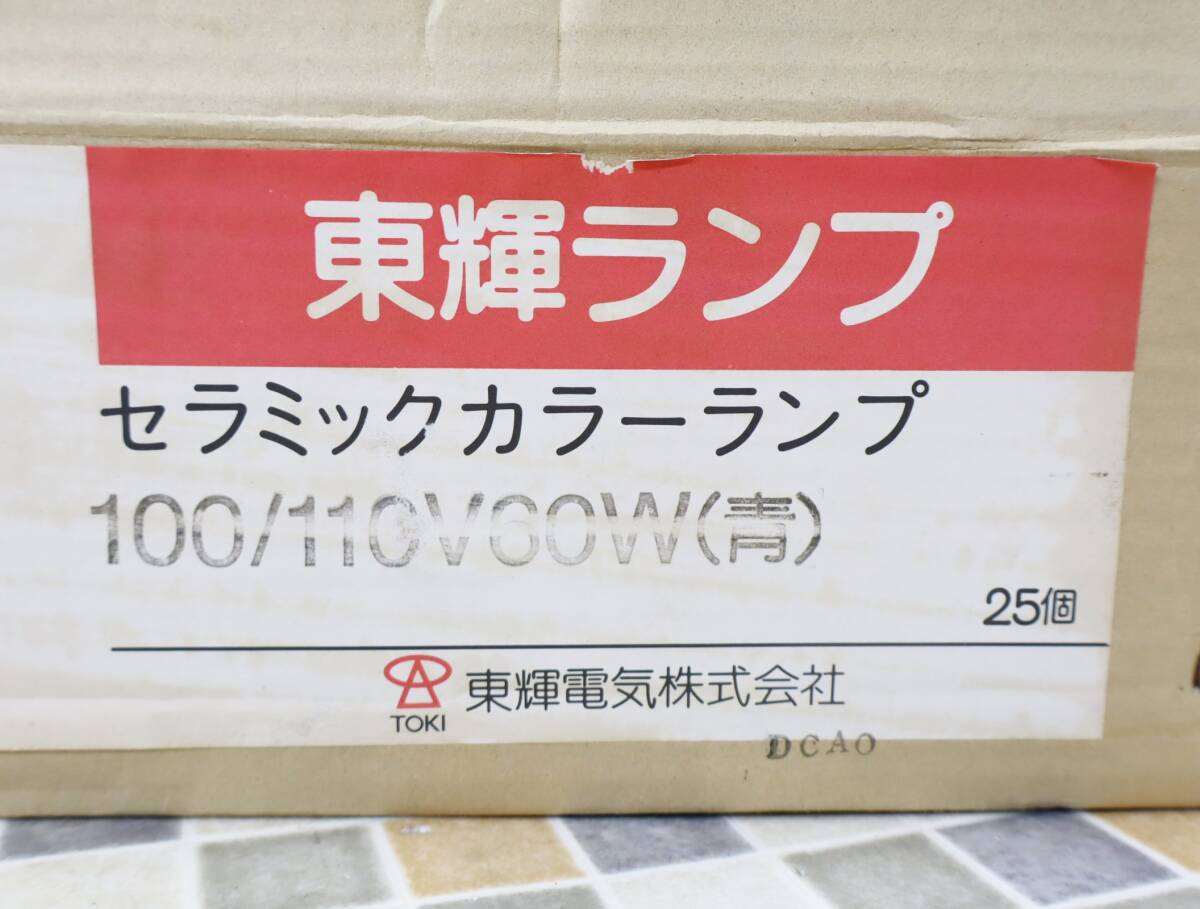 東輝ランプ
セラミックカラーランプ
100/110V60W(青)
25個
TOKI 東輝電気株式会社
DCAO